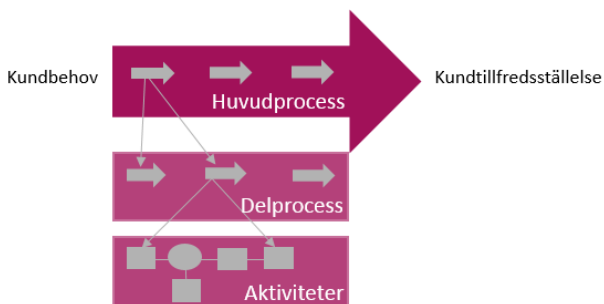 Kundbehov
Kundtillfredsställelse
Huvudprocess
Delprocess
Aktiviteter